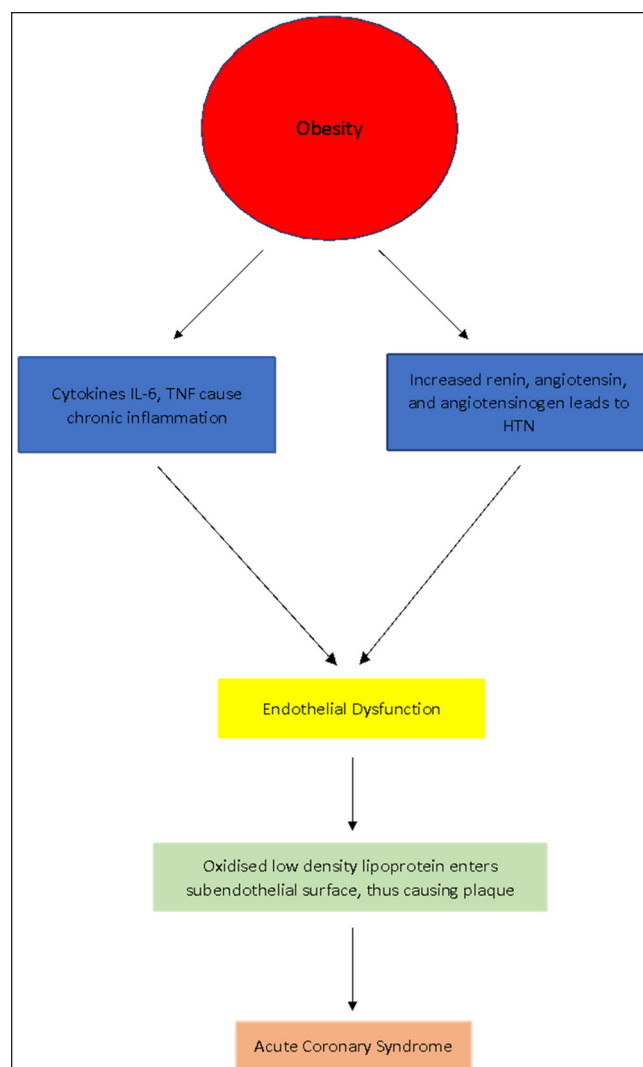 Obesity
Cytokines IL-6, TNF cause
chronic inflammation
Increased renin, angiotensin,
and angiotensinogen leads to
HTN
Endothelial Dysfunction
Oxidised low density lipoprotein enters
subendothelial surface, thus causing plaque
Acute Coronary Syndrome